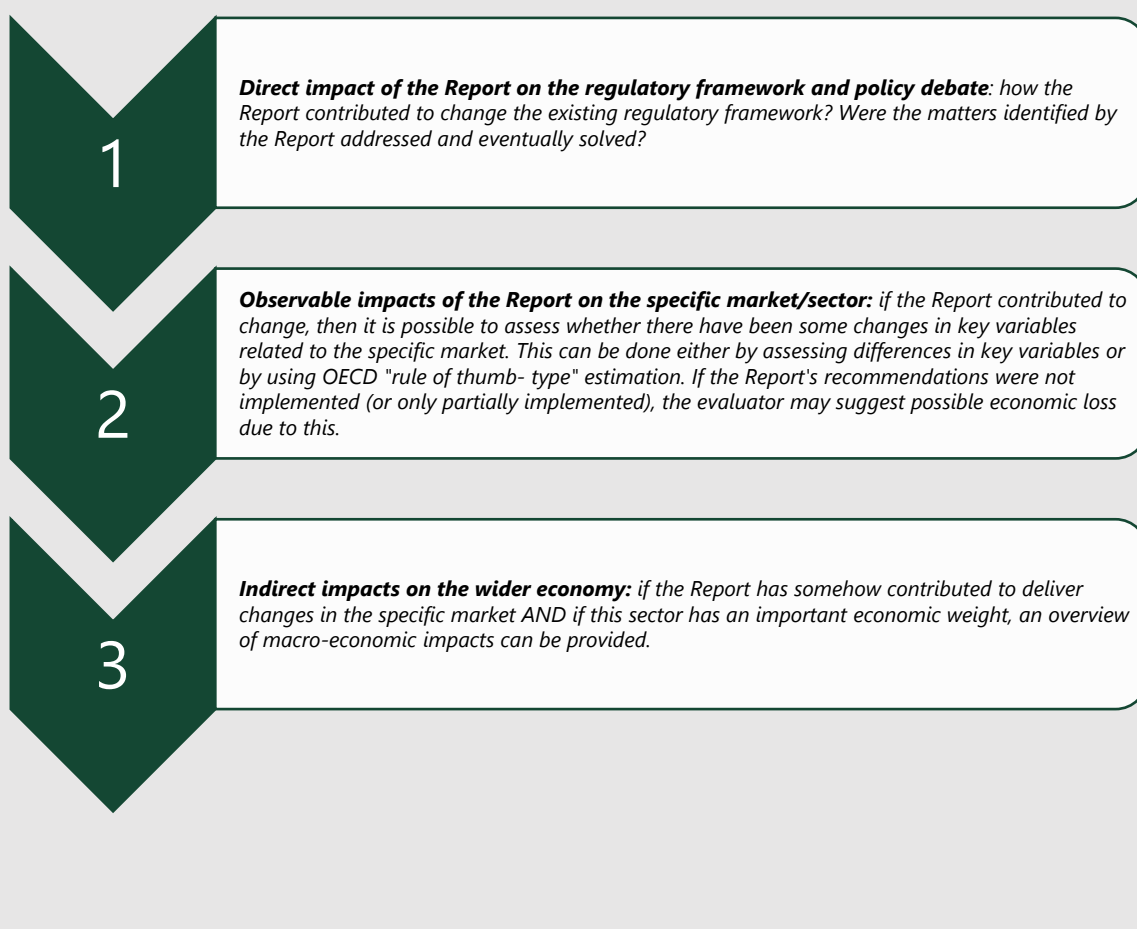 1
Direct impact of the Report on the regulatory framework and policy debate: how the
Report contributed to change the existing regulatory framework? Were the matters identified by
the Report addressed and eventually solved?
2
Observable impacts of the Report on the specific market/sector: if the Report contributed to
change, then it is possible to assess whether there have been some changes in key variables
related to the specific market. This can be done either by assessing differences in key variables or
by using OECD "rule of thumb- type" estimation. If the Report's recommendations were not
implemented (or only partially implemented), the evaluator may suggest possible economic loss
due to this.
3
Indirect impacts on the wider economy: if the Report has somehow contributed to deliver
changes in the specific market AND if this sector has an important economic weight, an overview
of macro-economic impacts can be provided.